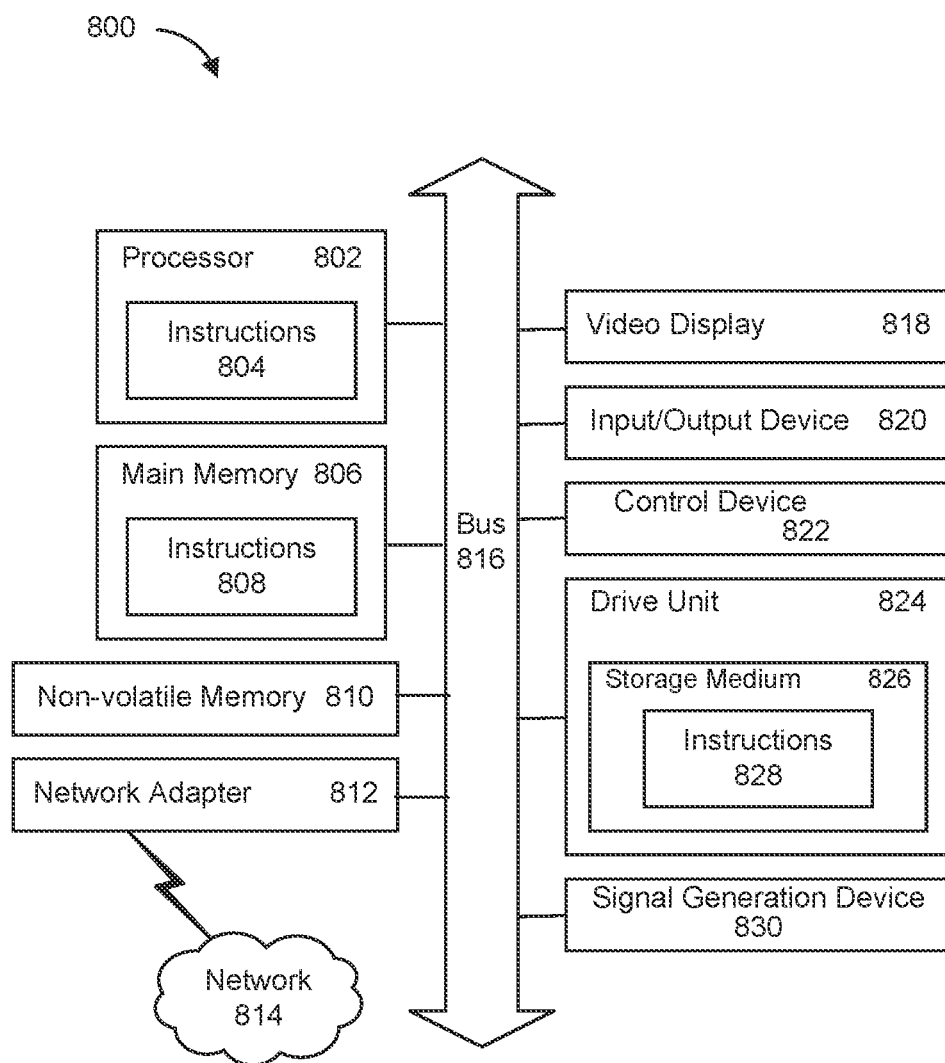 800
Processor 802
Instructions
804
Main Memory 806
Instructions
808
Non-volatile Memory 810
Network Adapter 812
Network
814
Bus
816
Video Display 818
Input/Output Device 820
Control Device
822
Drive Unit 824
Storage Medium 826
Instructions
828
Signal Generation Device
830